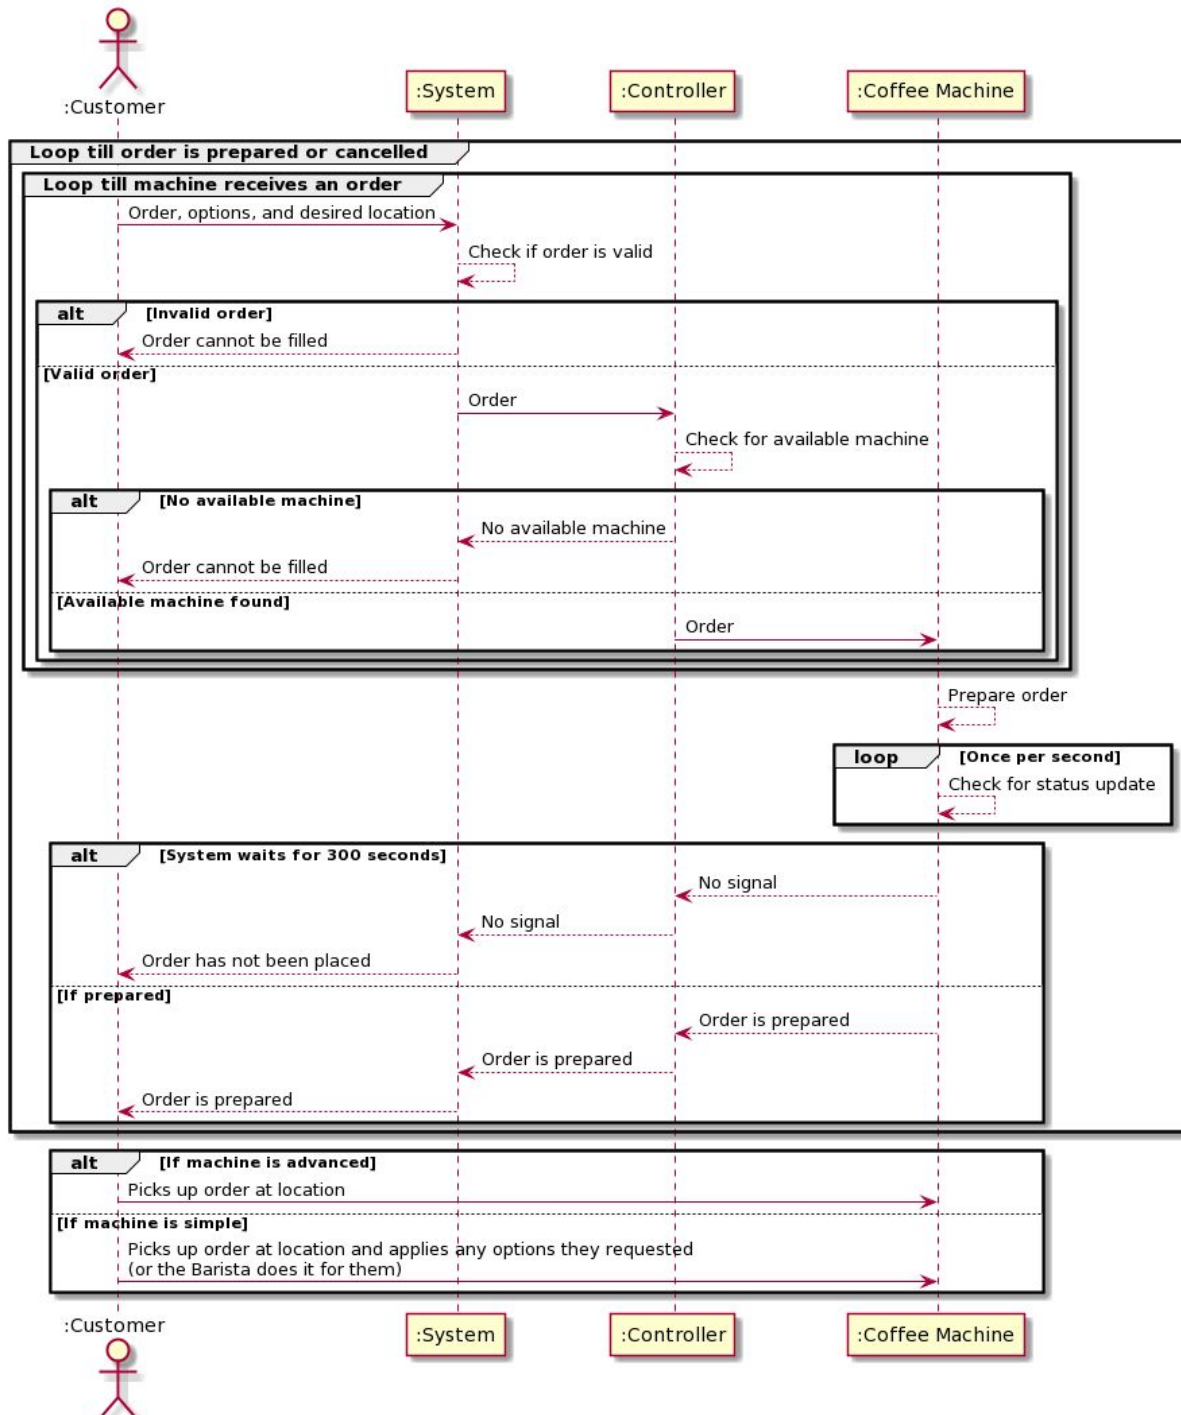 :Customer
:System
:Controller
:Coffee Machine
Loop till order is prepared or cancelled
Loop till machine receives an order
Order, options, and desired location
Check if order is valid
alt [Invalid order]
Order cannot be filled
[Valid order]
Order
Check for available machine
alt [No available machine]
No available machine
Order cannot be filled
[Available machine found]
Order
Prepare order
loop [Once per second]
Check for status update
alt [System waits for 300 seconds]
No signal
No signal
Order has not been placed
[If prepared]
Order is prepared
Order is prepared
Order is prepared
alt [If machine is advanced]
Picks up order at location
[If machine is simple]
Picks up order at location and applies any options they requested
(or the Barista does it for them)
:Customer
:System
:Controller
:Coffee Machine